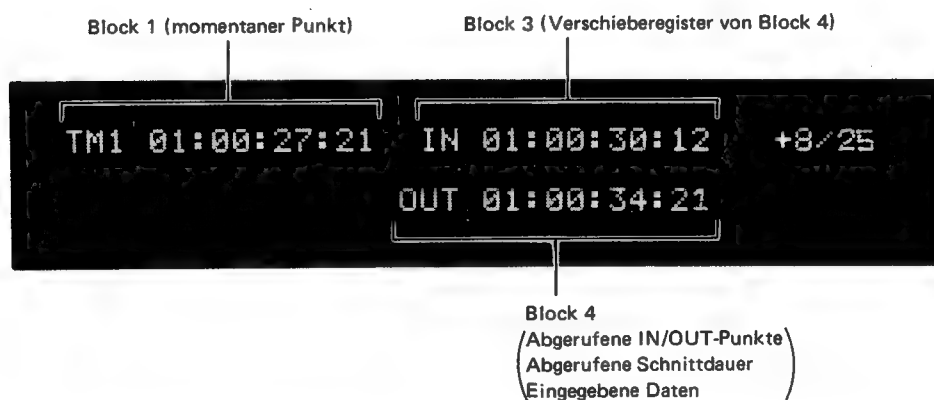 Block 1 (momentaner Punkt)
Block 3 (Verschieberegister von Block 4)
TM1 01:00:27:21 IN 01:00:30:12 +8/25
OUT 01:00:34:21
Block 4
Abgerufene IN/OUT-Punkte
Abgerufene Schnittdauer
Eingegebene Daten